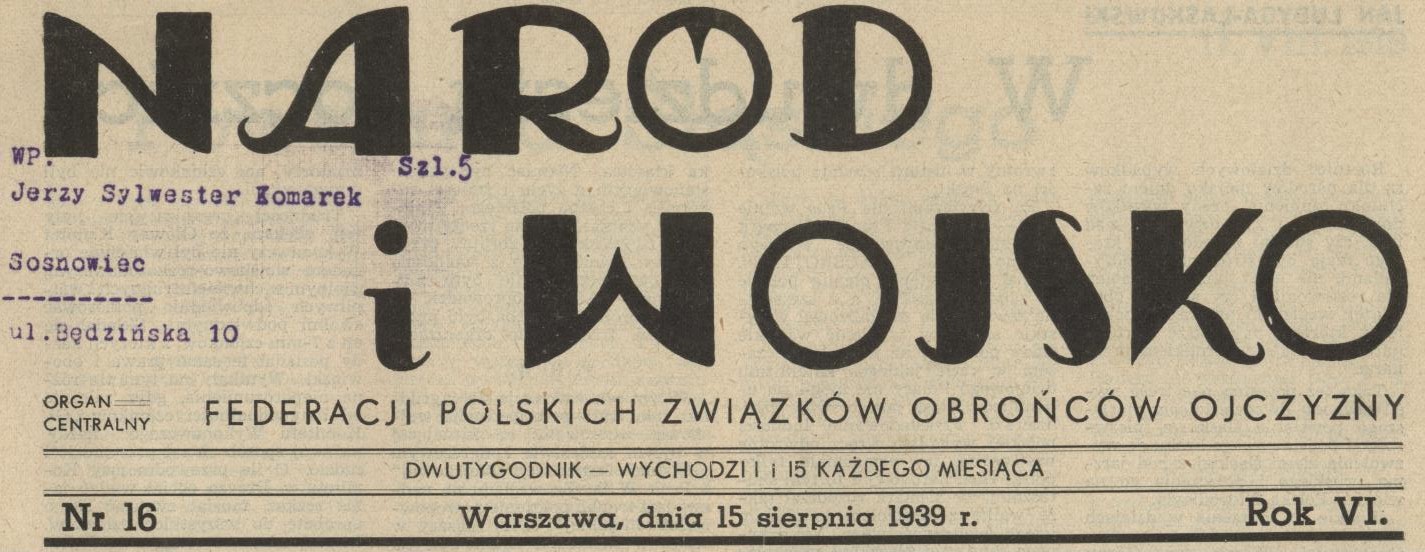 NARÓD
WP.
Szl.5
Jerzy Sylwester Komarek
i WOJSKO
Sosnowiec
----------
ul.Będzińska 10
ORGAN CENTRALNY
FEDERACJI POLSKICH ZWIĄZKÓW OBROŃCÓW OJCZYZNY
DWUTYGODNIK — WYCHODZI 1 i 15 KAŻDEGO MIESIĄCA
Nr 16 Warszawa, dnia 15 sierpnia 1939 r. Rok VI.